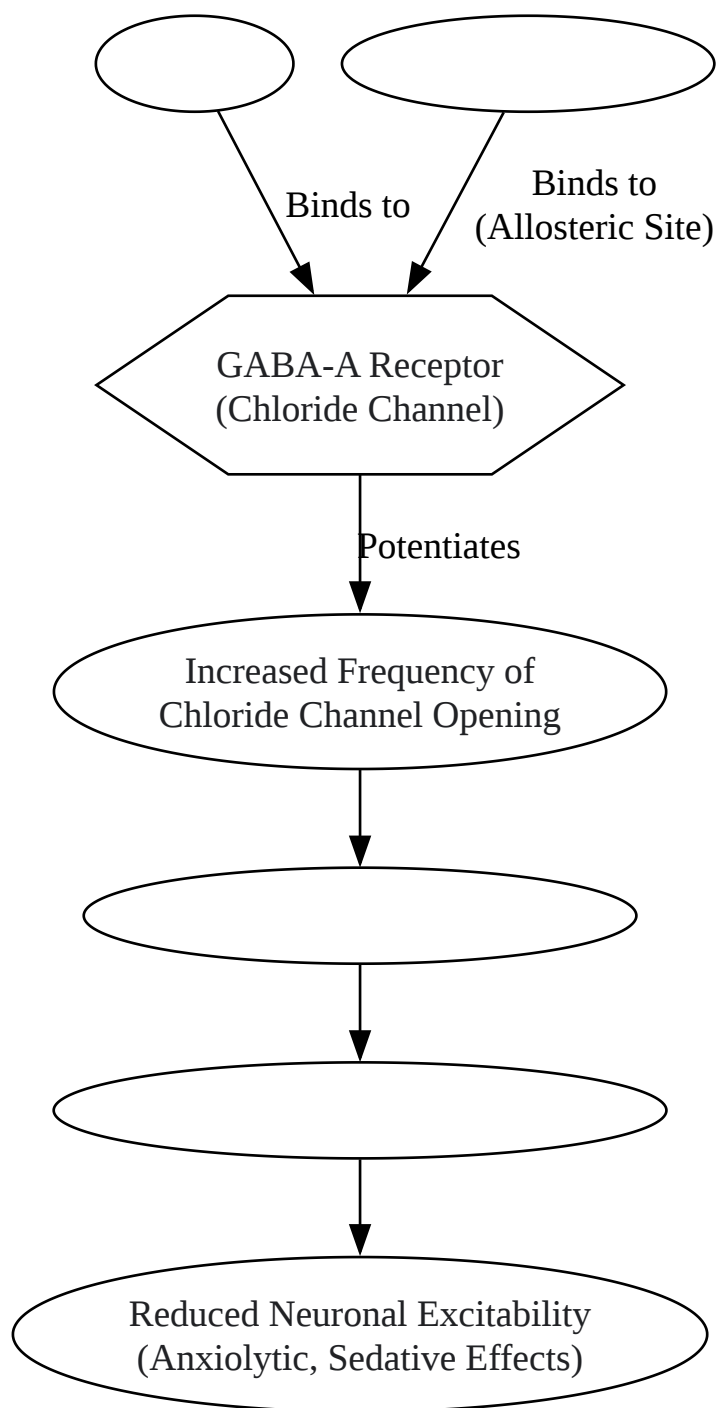 Binds to
Binds to
(Allosteric Site)
GABA-A Receptor
(Chloride Channel)
Potentiates
Increased Frequency of
Chloride Channel Opening
Reduced Neuronal Excitability
(Anxiolytic, Sedative Effects)